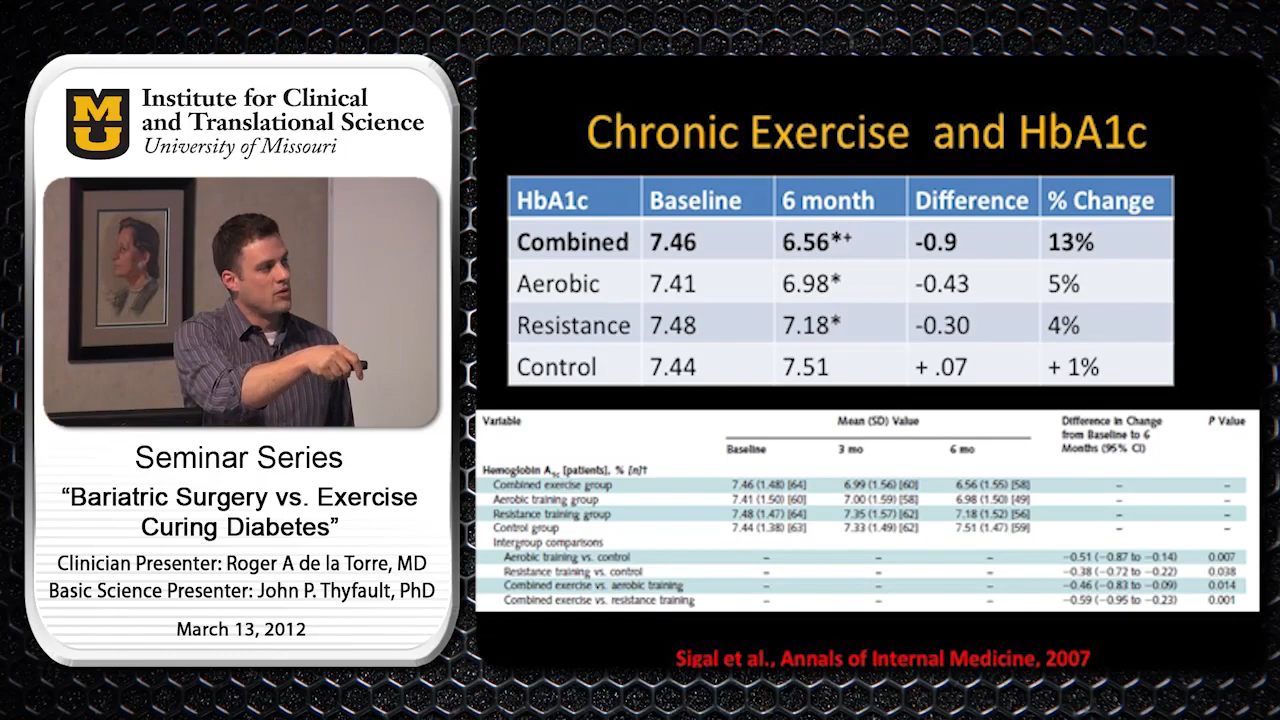 MU
Institute for Clinical
and Translational Science
University of Missouri
Seminar Series
“Bariatric Surgery vs. Exercise
Curing Diabetes”
Clinician Presenter: Roger A de la Torre, MD
Basic Science Presenter: John P. Thyfault, PhD
March 13, 2012
Chronic Exercise and HbA1c
HbA1c Baseline 6 month Difference % Change
Combined 7.46 6.56*+ -0.9 13%
Aerobic 7.41 6.98* -0.43 5%
Resistance 7.48 7.18* -0.30 4%
Control 7.44 7.51 + .07 + 1%
Variable Mean (SD) Value Difference in Change P Value
from Baseline to 6
Baseline 3 mo 6 mo Months (95% CI)
Hemoglobin A1c [patients], % [n]†
Combined exercise group 7.46 (1.48) [64] 6.99 (1.56) [60] 6.56 (1.55) [58] – –
Aerobic training group 7.41 (1.50) [60] 7.00 (1.59) [58] 6.98 (1.50) [49] – –
Resistance training group 7.48 (1.47) [64] 7.35 (1.57) [62] 7.18 (1.52) [56] – –
Control group 7.44 (1.38) [63] 7.33 (1.49) [62] 7.51 (1.47) [59] – –
Intergroup comparisons
Aerobic training vs. control – – – −0.51 (−0.87 to −0.14) 0.007
Resistance training vs. control – – – −0.38 (−0.72 to −0.22) 0.038
Combined exercise vs. aerobic training – – – −0.46 (−0.83 to −0.09) 0.014
Combined exercise vs. resistance training – – – −0.59 (−0.95 to −0.23) 0.001
Sigal et al., Annals of Internal Medicine, 2007